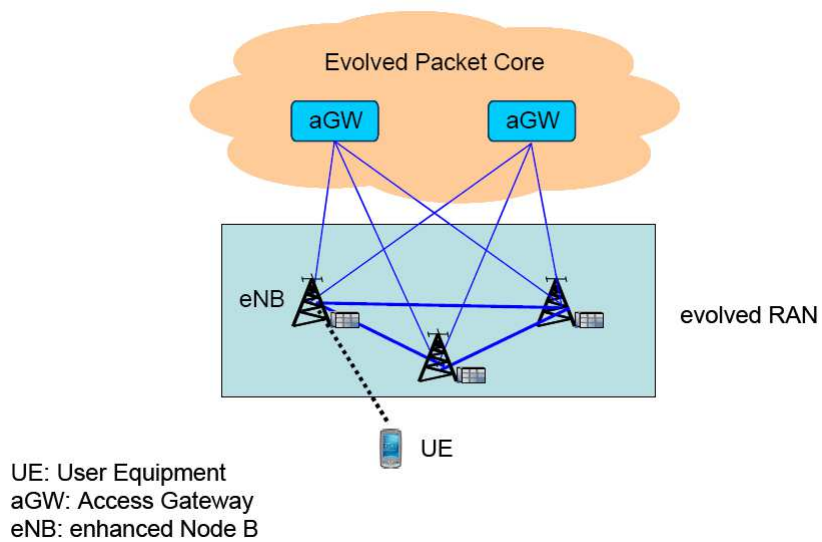 Evolved Packet Core
aGW
aGW
eNB
evolved RAN
UE
UE: User Equipment
aGW: Access Gateway
eNB: enhanced Node B